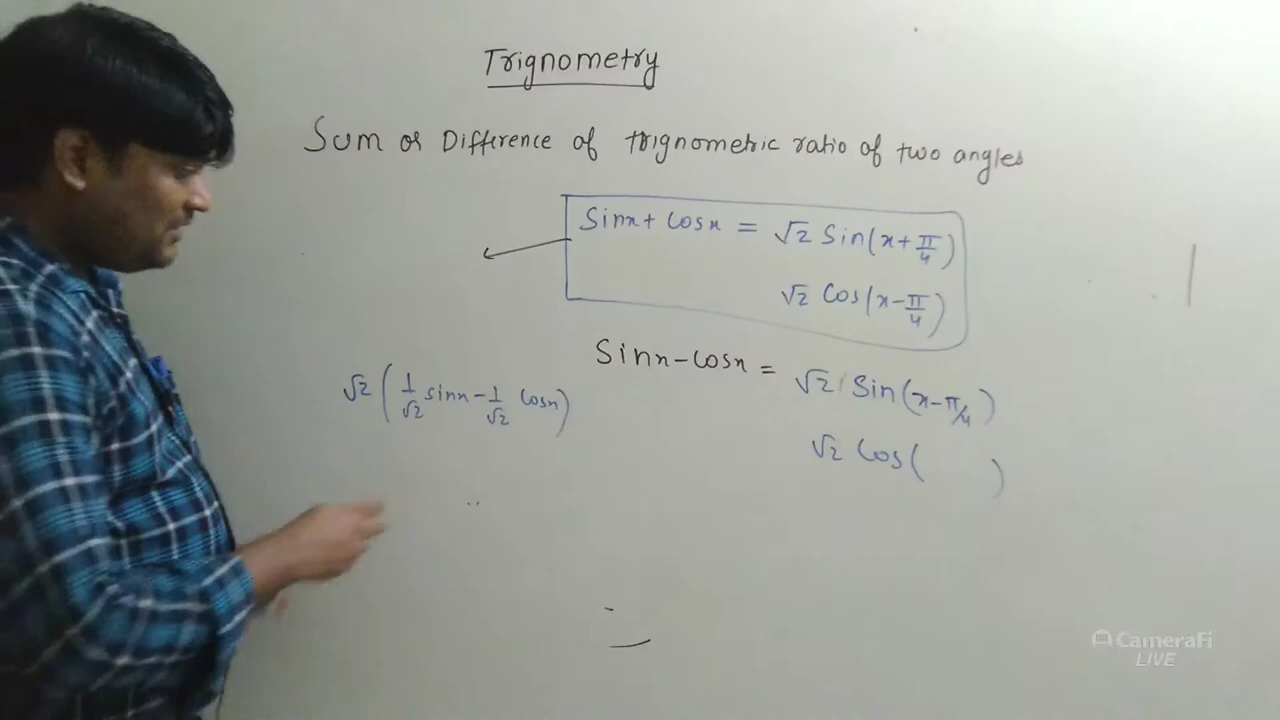 Trignometry
Sum or Difference of trignometric ratio of two angles
Sinx + Cosx = √2 Sin(x+π/4)
√2 Cos(x-π/4)
Sinx - Cosx = √2 Sin(x-π/4)
√2 (1/√2 sinx - 1/√2 cosx)
√2 Cos( )
CameraFi
LIVE